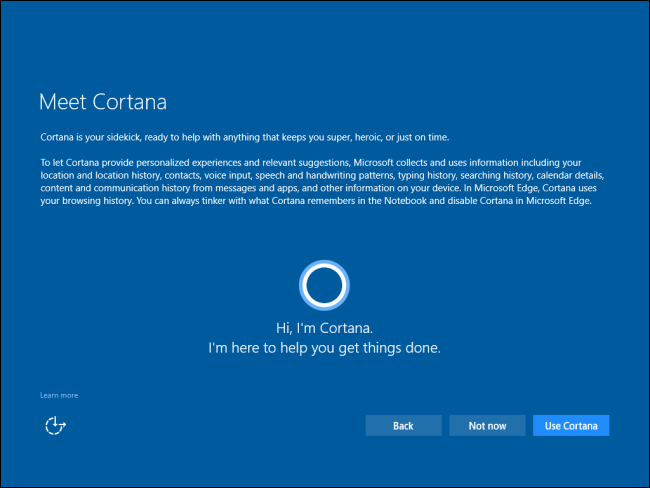 Meet Cortana
Cortana is your sidekick, ready to help with anything that keeps you super, heroic, or just on time.
To let Cortana provide personalized experiences and relevant suggestions, Microsoft collects and uses information including your
location and location history, contacts, voice input, speech and handwriting patterns, typing history, searching history, calendar details,
content and communication history from messages and apps, and other information on your device. In Microsoft Edge, Cortana uses
your browsing history. You can always tinker with what Cortana remembers in the Notebook and disable Cortana in Microsoft Edge.
Hi, I'm Cortana.
I'm here to help you get things done.
Learn more
Back Not now Use Cortana